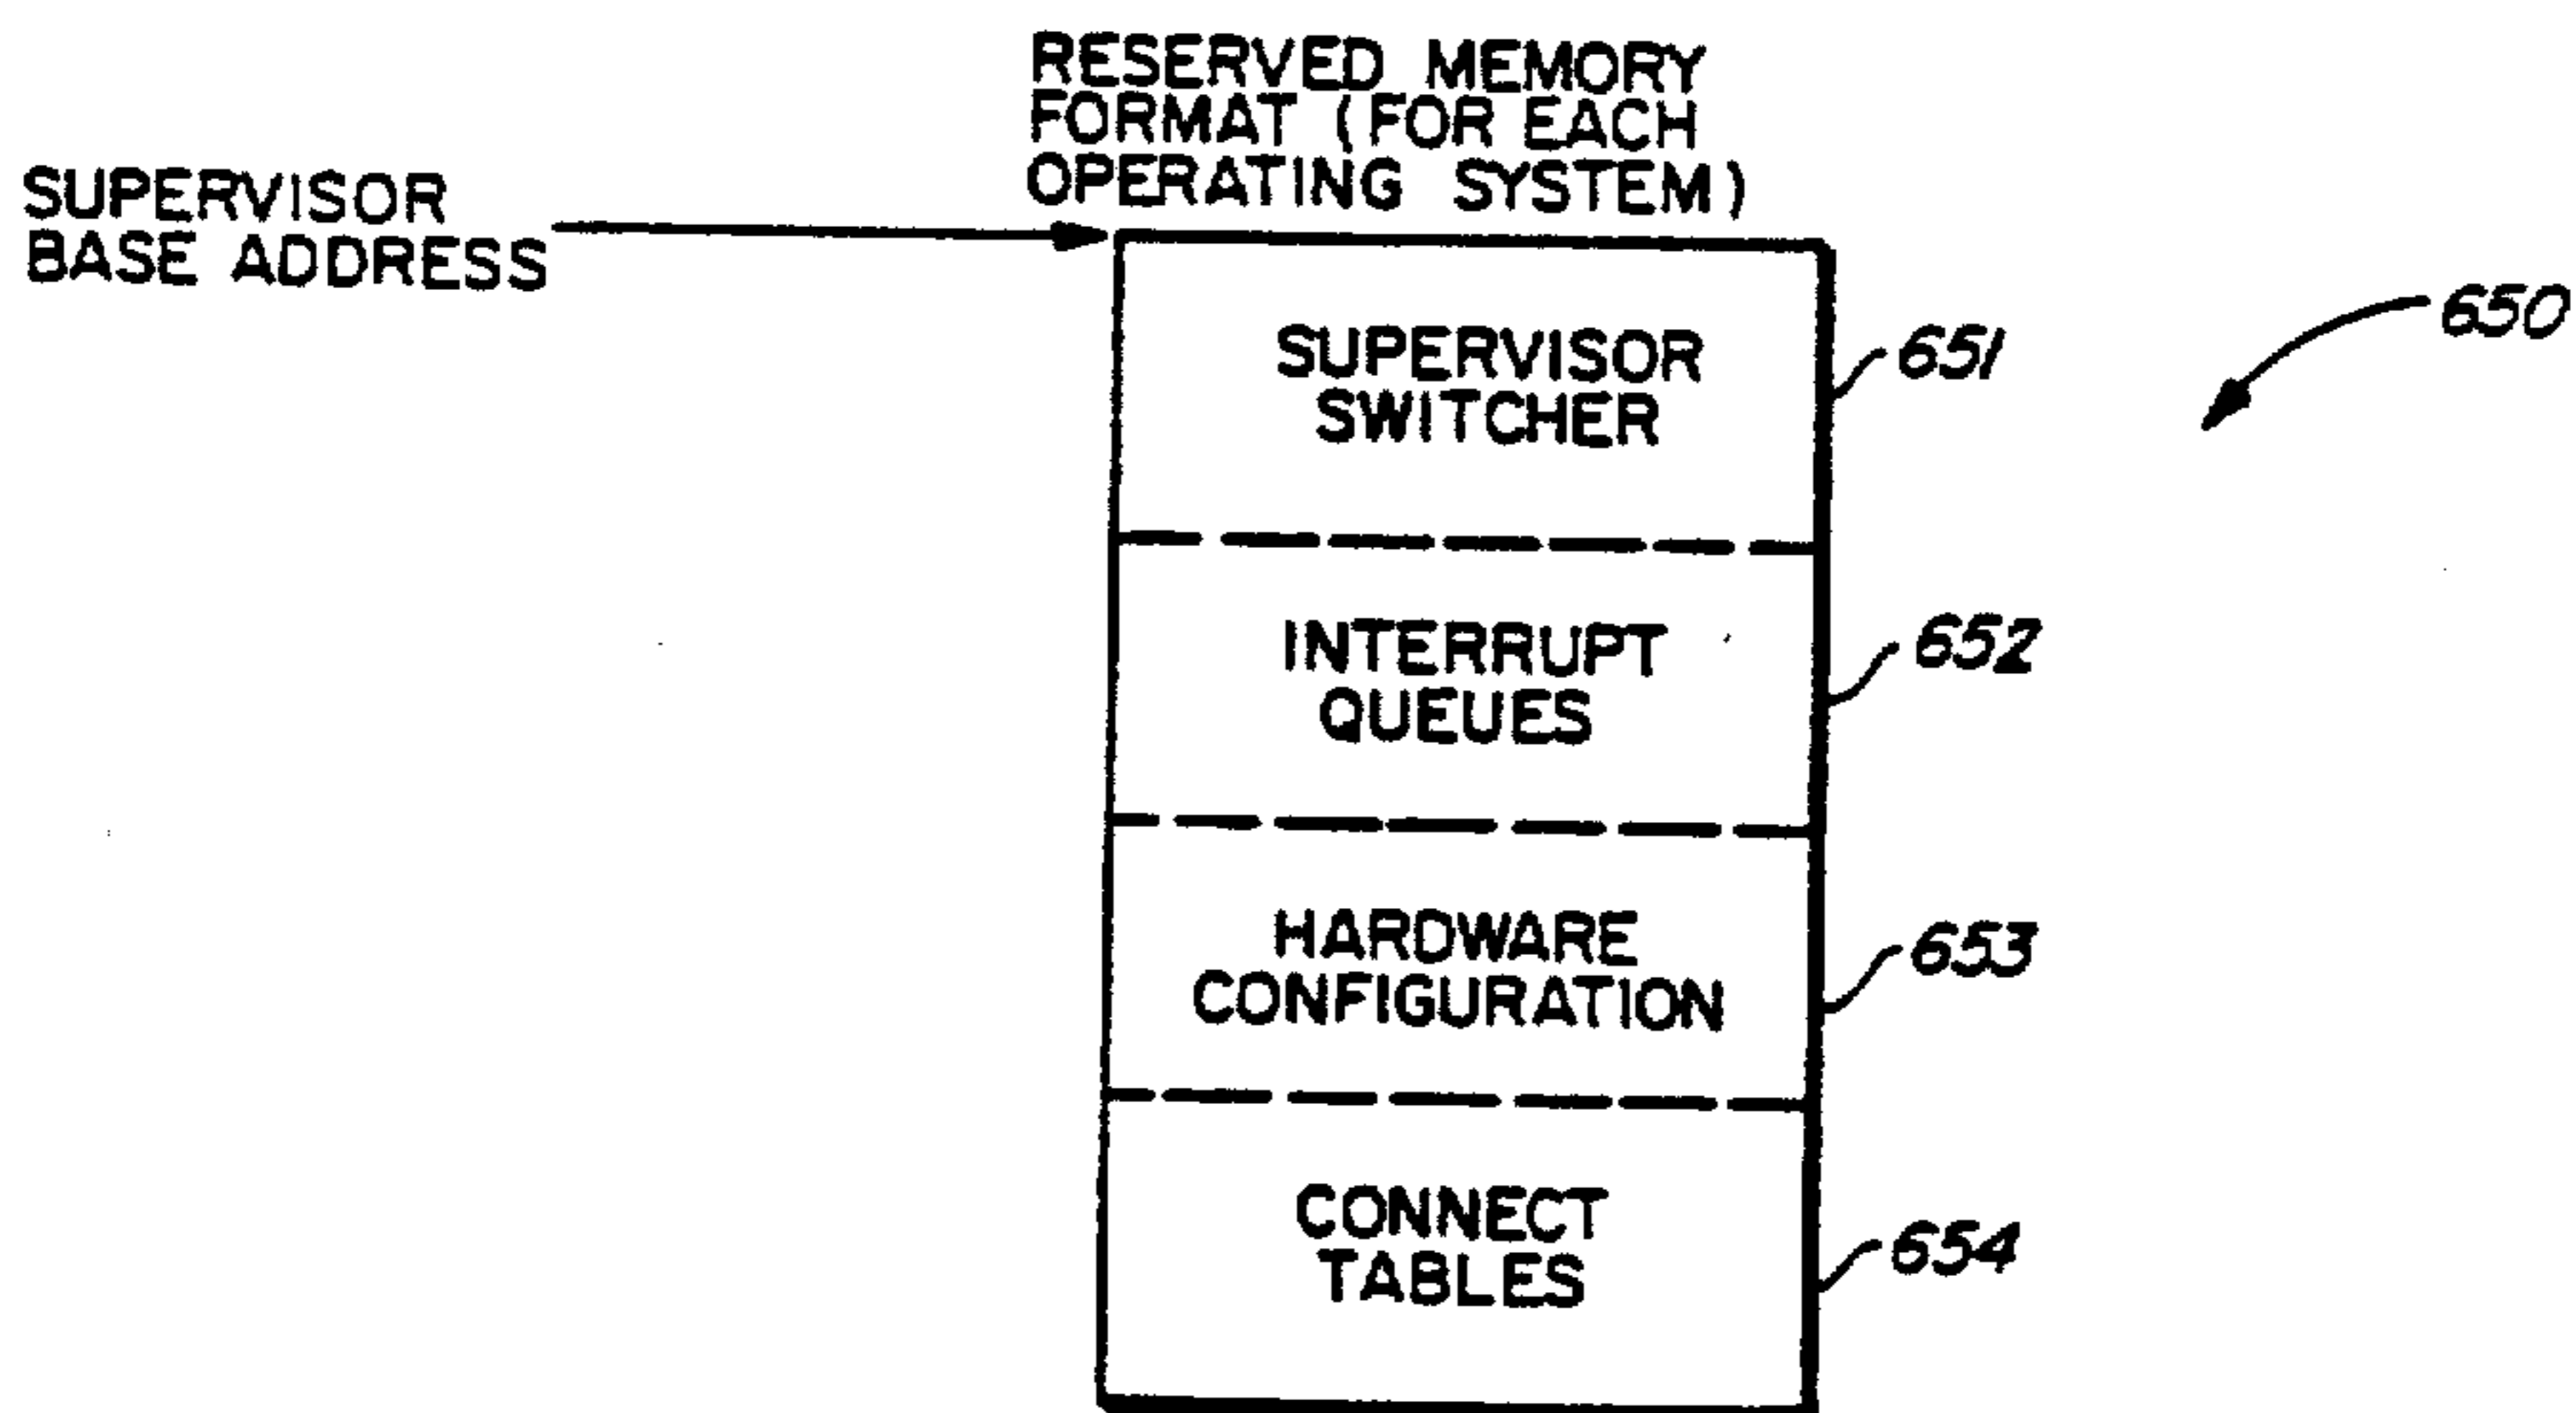 RESERVED MEMORY
FORMAT (FOR EACH
OPERATING SYSTEM)
SUPERVISOR
BASE ADDRESS
650
SUPERVISOR
SWITCHER
651
INTERRUPT
QUEUES
652
HARDWARE
CONFIGURATION
653
CONNECT
TABLES
654